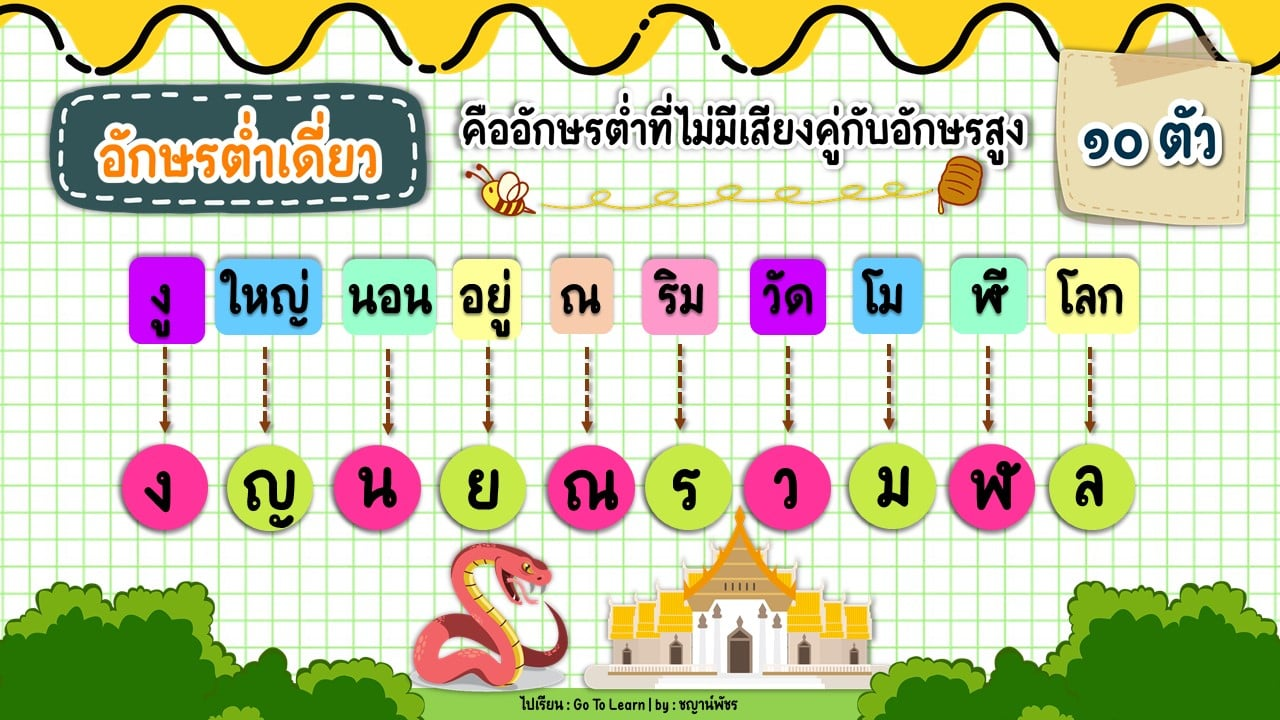 อักษรต่ำเดี่ยว
คืออักษรต่ำที่ไม่มีเสียงคู่กับอักษรสูง
๑๐ ตัว
งู ใหญ่ นอน อยู่ ณ ริม วัด โม ฬี โลก
ง ญ น ย ณ ร ว ม ฬ ล
ไปเรียน : Go To Learn | by : ชญาน์พัชร